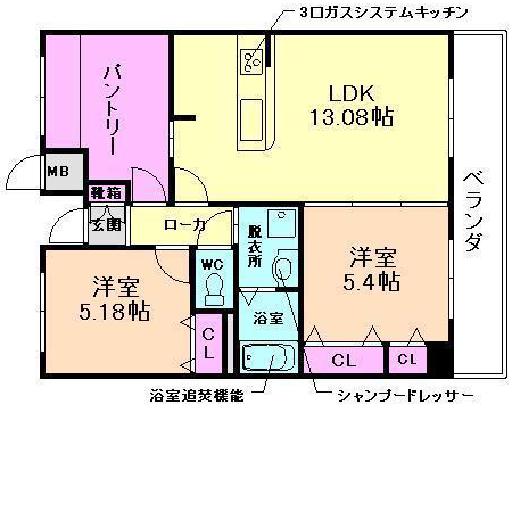 3口ガスシステムキッチン
パントリー
LDK
13.08帖
MB
靴箱
玄関
ローカ
脱衣所
ベランダ
洋室
5.4帖
WC
洋室
5.18帖
浴室
CL
CL
CL
浴室追焚機能
シャンプードレッサー